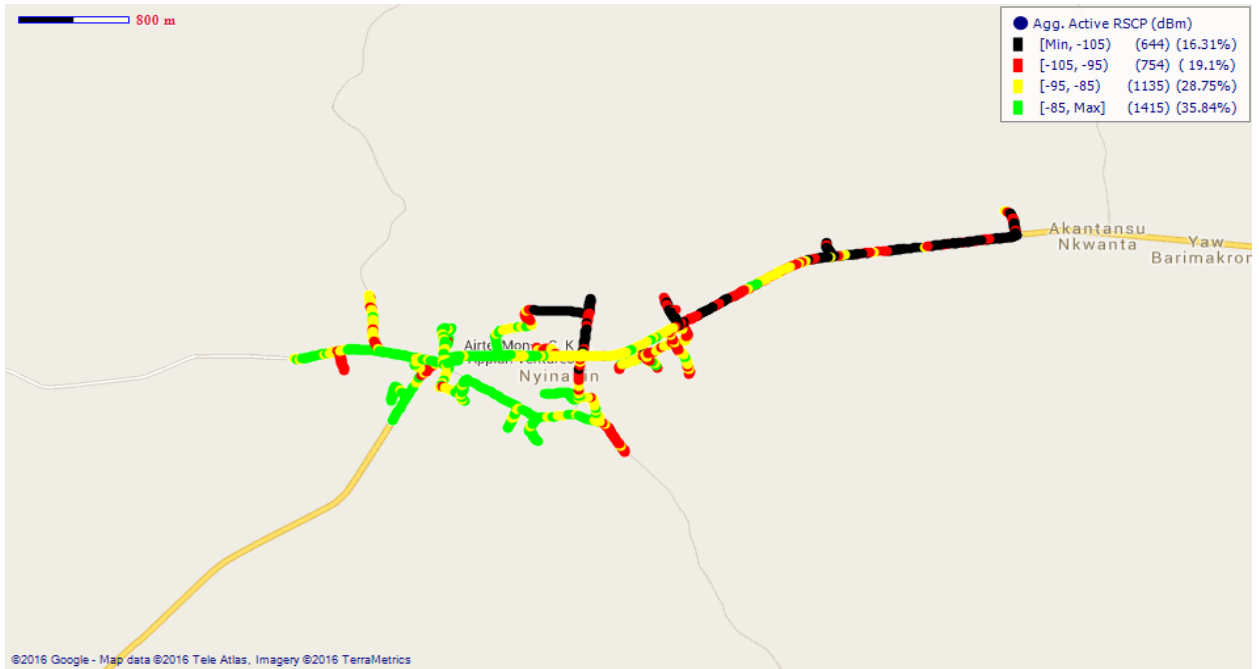 800 m
Agg. Active RSCP (dBm)
[Min, -105) (644) (16.31%)
[-105, -95) (754) ( 19.1%)
[-95, -85) (1135) (28.75%)
[-85, Max] (1415) (35.84%)
Akantansu
Nkwanta
Yaw
Barimakron
©2016 Google - Map data ©2016 Tele Atlas, Imagery ©2016 TerraMetrics